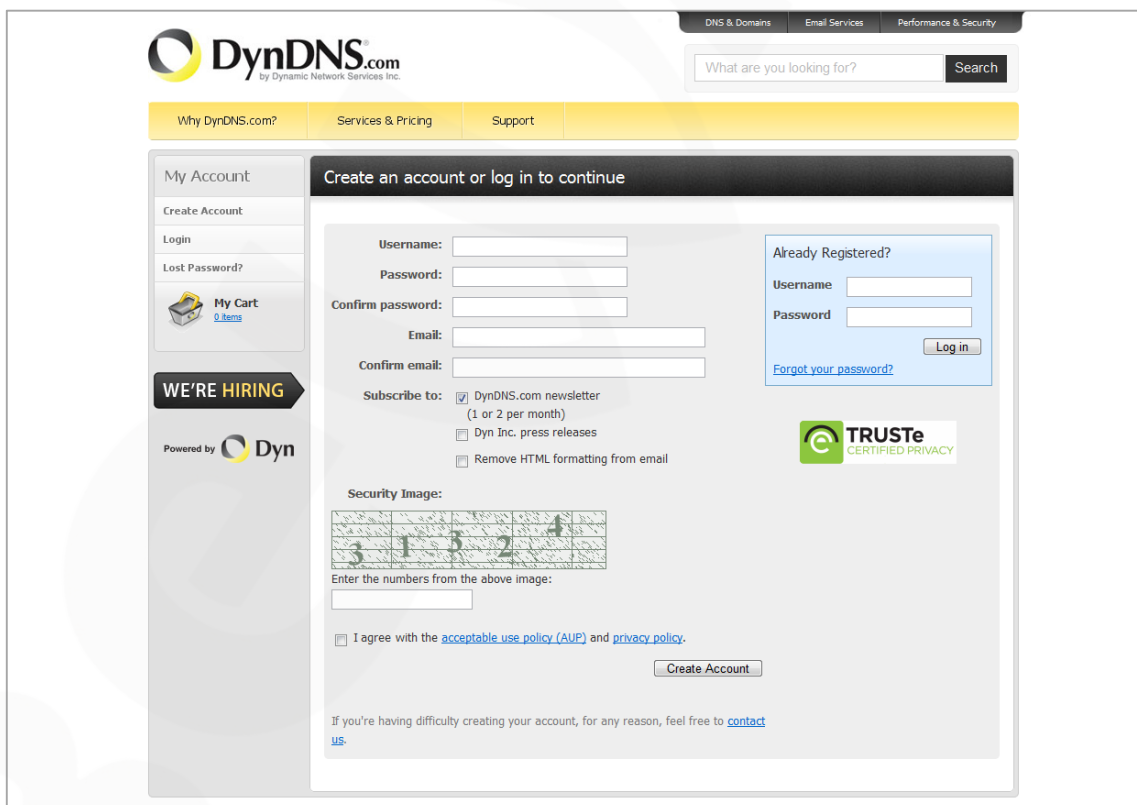 DNS & Domains
Email Services
Performance & Security
DynDNS.com
by Dynamic Network Services Inc.
What are you looking for?
Search
Why DynDNS.com?
Services & Pricing
Support
My Account
Create Account
Login
Lost Password?
My Cart
0 items
WE'RE HIRING
Powered by Dyn
Create an account or log in to continue
Username:
Password:
Confirm password:
Email:
Confirm email:
Subscribe to:
DynDNS.com newsletter
(1 or 2 per month)
Dyn Inc. press releases
Remove HTML formatting from email
Security Image:
3 1 3 2 4
Enter the numbers from the above image:
I agree with the acceptable use policy (AUP) and privacy policy.
Create Account
If you're having difficulty creating your account, for any reason, feel free to contact
us.
Already Registered?
Username
Password
Log in
Forgot your password?
e
TRUSTe
CERTIFIED PRIVACY